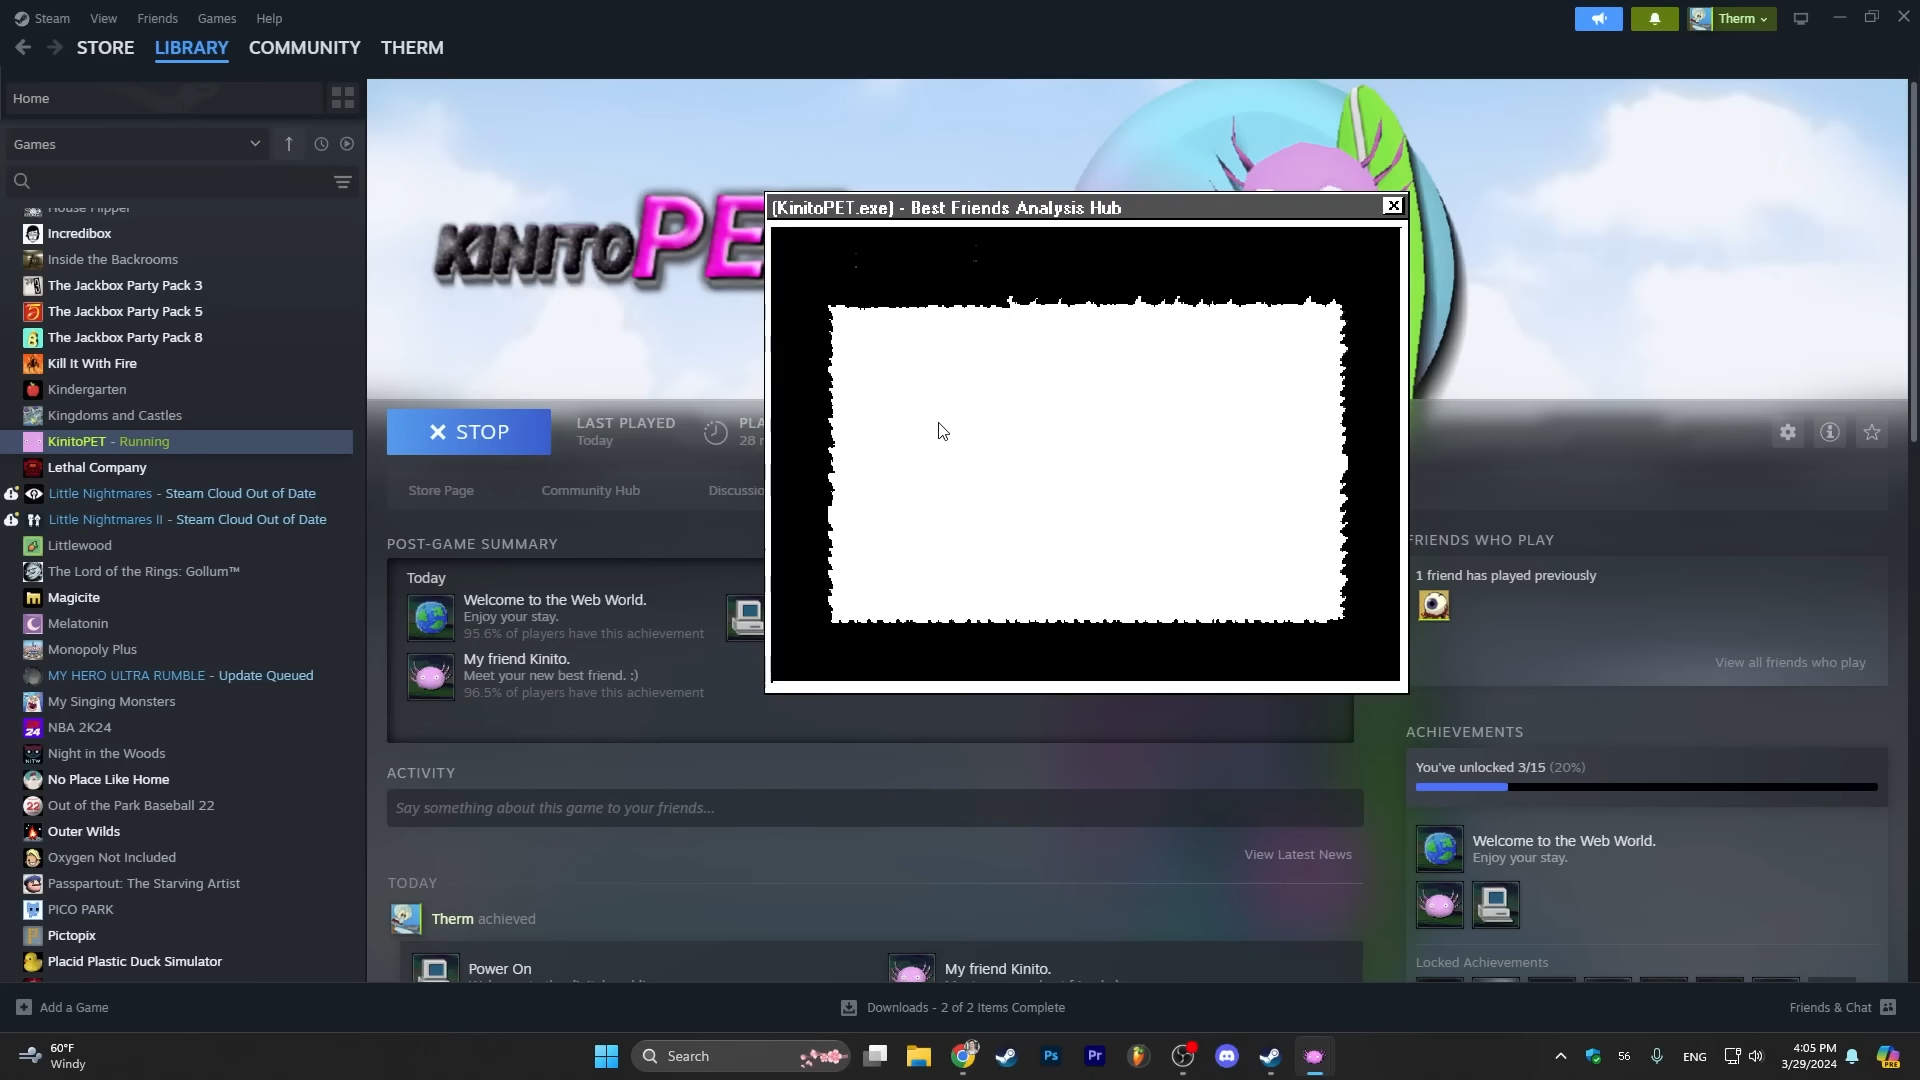 Steam View Friends Games Help
Therm
STORE LIBRARY COMMUNITY THERM
Home
Games
House Flipper
Incredibox
Inside the Backrooms
The Jackbox Party Pack 3
The Jackbox Party Pack 5
The Jackbox Party Pack 8
Kill It With Fire
Kindergarten
Kingdoms and Castles
KinitoPET - Running
Lethal Company
Little Nightmares - Steam Cloud Out of Date
Little Nightmares II - Steam Cloud Out of Date
Littlewood
The Lord of the Rings: Gollum™
Magicite
Melatonin
Monopoly Plus
MY HERO ULTRA RUMBLE - Update Queued
My Singing Monsters
NBA 2K24
Night in the Woods
No Place Like Home
Out of the Park Baseball 22
Outer Wilds
Oxygen Not Included
Passpartout: The Starving Artist
PICO PARK
Pictopix
Placid Plastic Duck Simulator
KINITOPE
(KinitoPET.exe) - Best Friends Analysis Hub
STOP
LAST PLAYED
Today
PLA
28 
Store Page Community Hub Discussio
POST-GAME SUMMARY
Today
Welcome to the Web World.
Enjoy your stay.
95.6% of players have this achievement
My friend Kinito.
Meet your new best friend. :)
96.5% of players have this achievement
ACTIVITY
Say something about this game to your friends...
View Latest News
TODAY
Therm achieved
Power On
My friend Kinito.
FRIENDS WHO PLAY
1 friend has played previously
View all friends who play
ACHIEVEMENTS
You've unlocked 3/15 (20%)
Welcome to the Web World.
Enjoy your stay.
Locked Achievements
Add a Game
Downloads - 2 of 2 Items Complete
Friends & Chat
60°F
Windy
Search
Ps
Pr
56
ENG
4:05 PM
3/29/2024
PRE